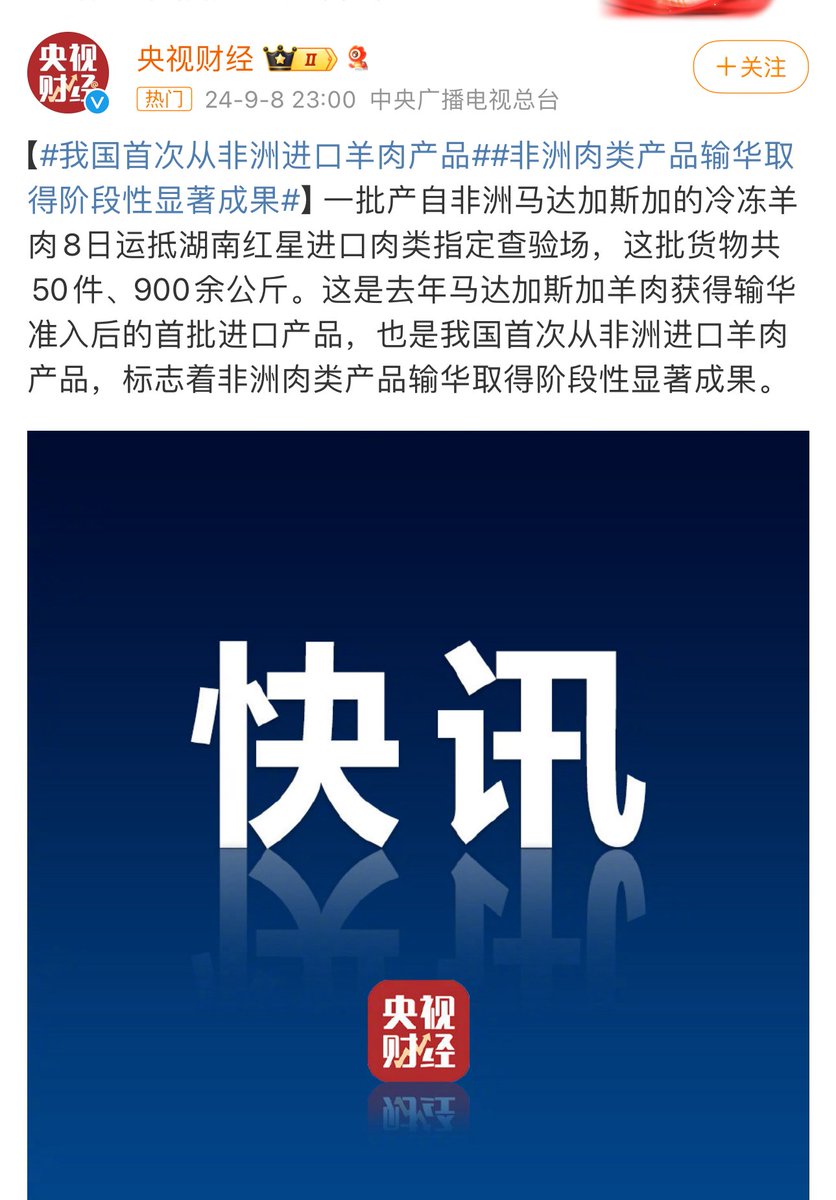 央视财经
央视财经 II
+关注
热门 24-9-8 23:00 中央广播电视总台
【#我国首次从非洲进口羊肉产品##非洲肉类产品输华取
得阶段性显著成果#】一批产自非洲马达加斯加的冷冻羊
肉8日运抵湖南红星进口肉类指定查验场，这批货物共
50件、900余公斤。这是去年马达加斯加羊肉获得输华
准入后的首批进口产品，也是我国首次从非洲进口羊肉
产品，标志着非洲肉类产品输华取得阶段性显著成果。
快讯
央视
财经